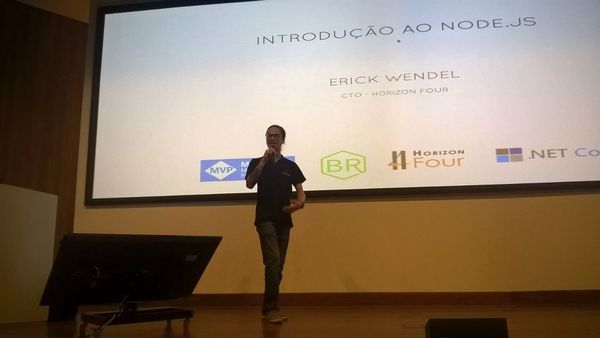 INTRODUÇÃO AO NODE.JS
ERICK WENDEL
CTO - HORIZON FOUR
MVP
BR
HORIZON
FOUR
.NET Co